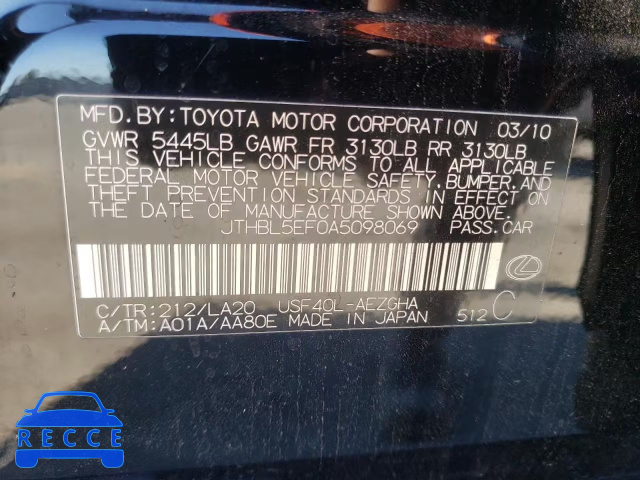 MFD.BY:TOYOTA MOTOR CORPORATION 03/10
GVWR 5445LB GAWR FR 3130LB RR 3130LB
THIS VEHICLE CONFORMS TO ALL APPLICABLE
FEDERAL MOTOR VEHICLE SAFETY,BUMPER,AND
THEFT PREVENTION STANDARDS IN EFFECT ON
THE DATE OF MANUFACTURE SHOWN ABOVE.
JTHBL5EF0A5098069 PASS.CAR
C/TR:212/LA20 USF40L-AEZGHA
A/TM:A01A/AA80E MADE IN JAPAN 512 C
RECCE